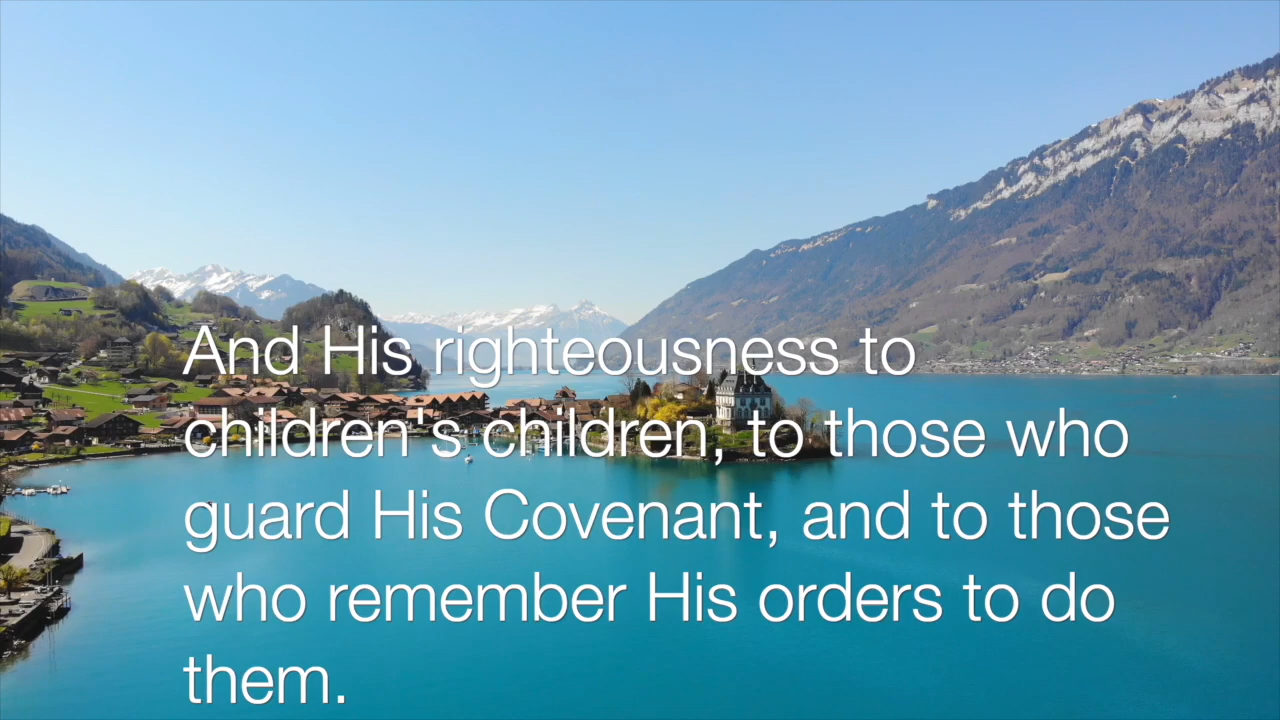 And His righteousness to
children's children, to those who
guard His Covenant, and to those
who remember His orders to do
them.